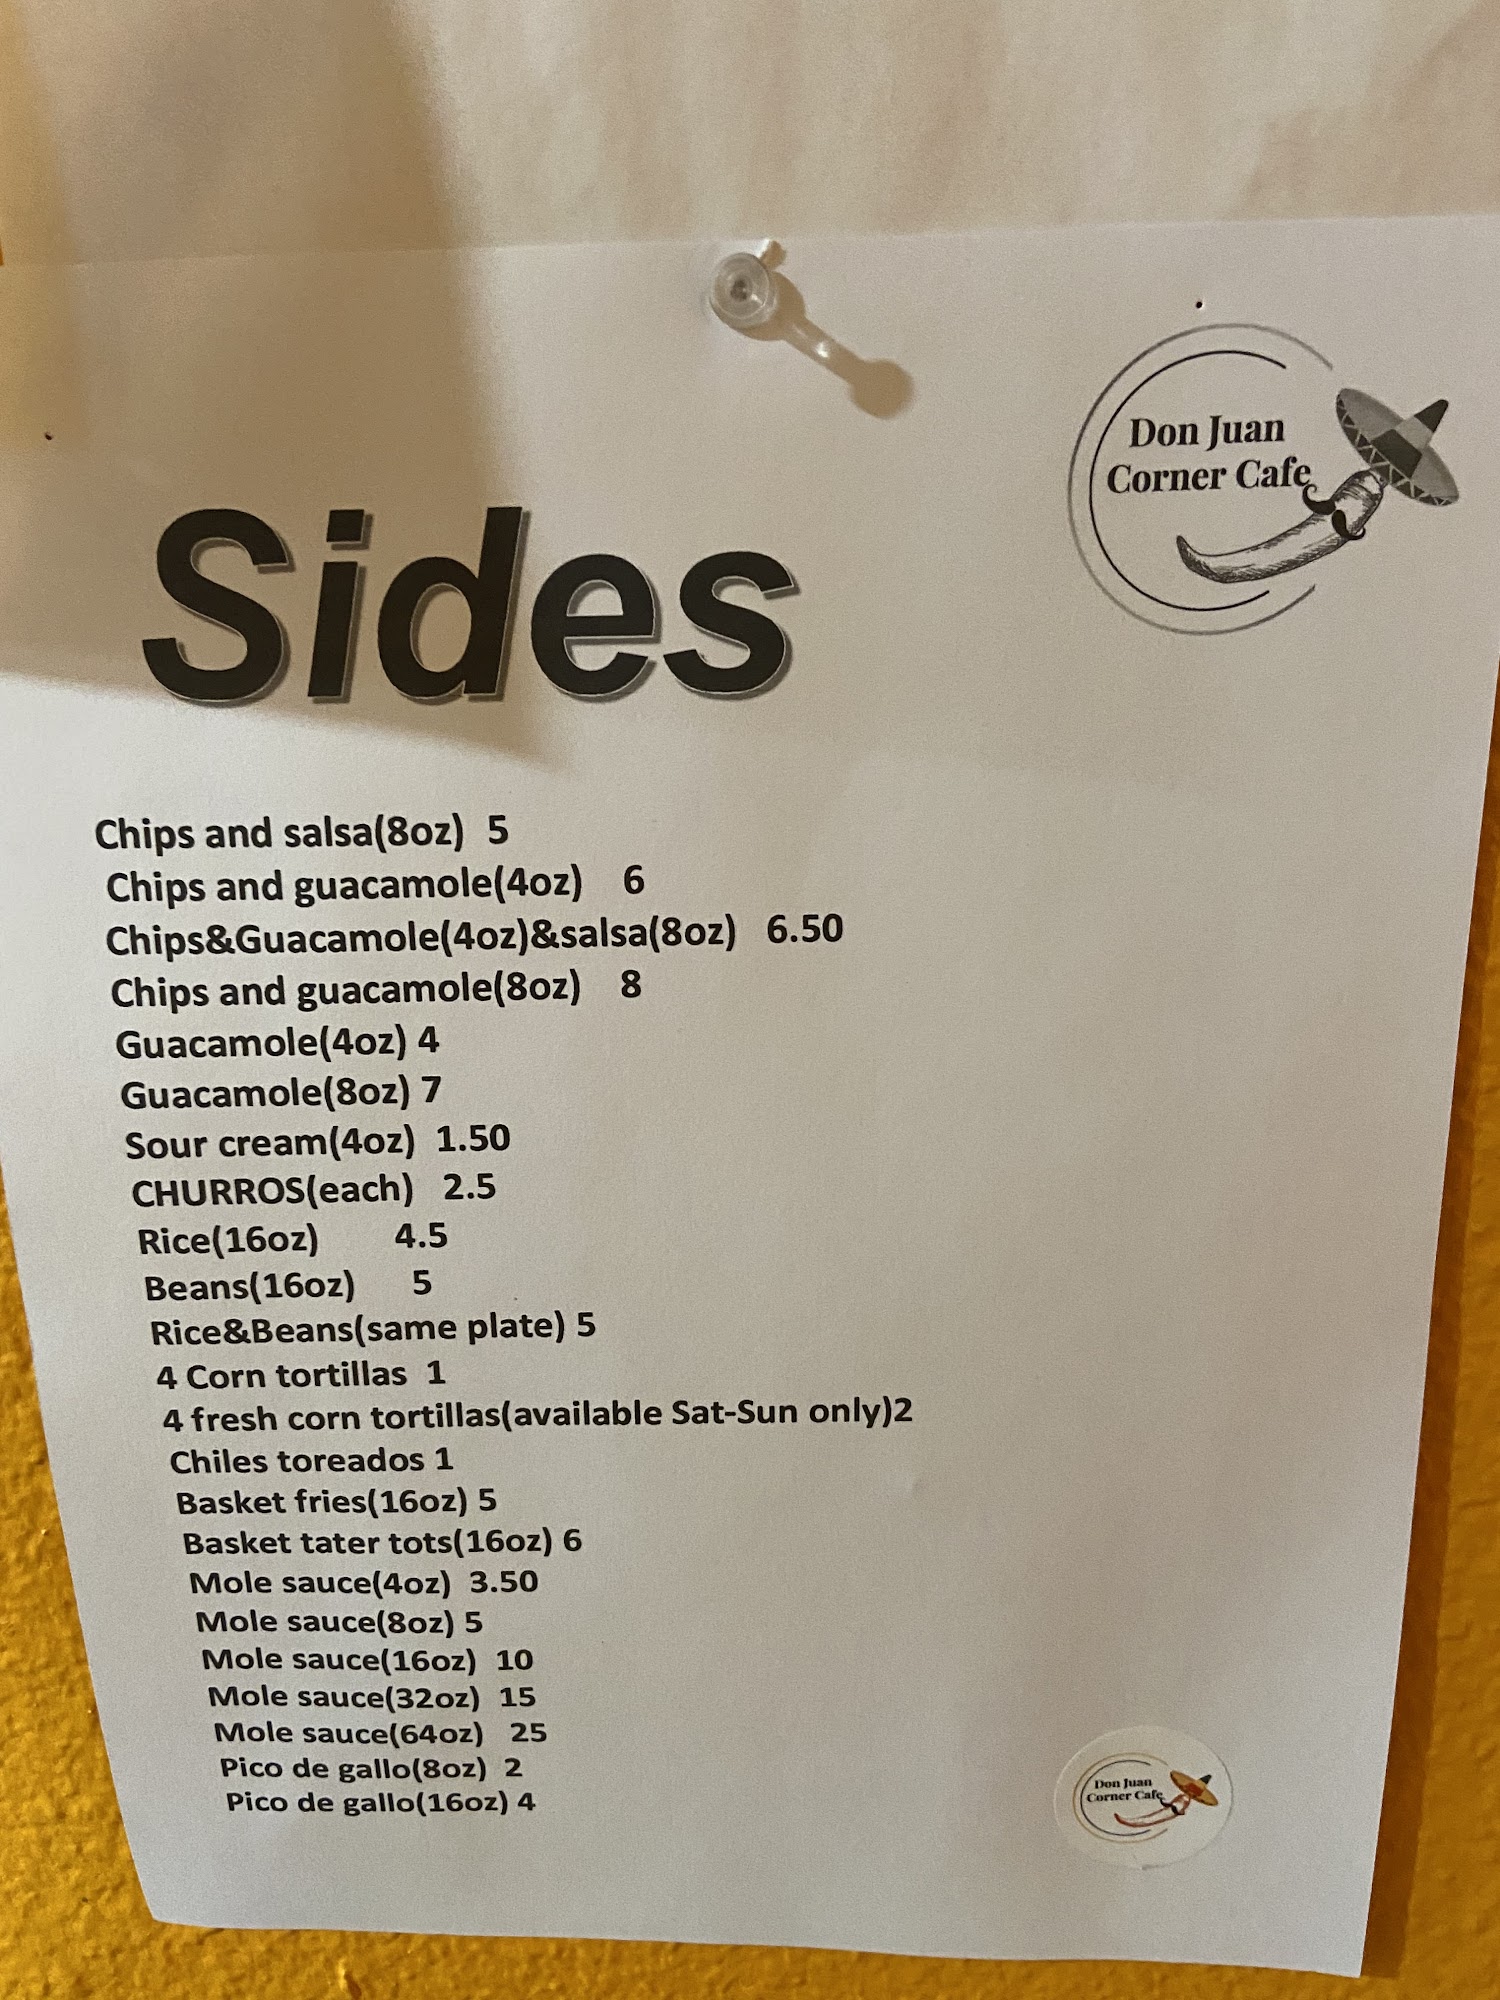 Don Juan
Corner Cafe
Sides
Chips and salsa(8oz) 5
Chips and guacamole(4oz) 6
Chips&Guacamole(4oz)&salsa(8oz) 6.50
Chips and guacamole(8oz) 8
Guacamole(4oz) 4
Guacamole(8oz) 7
Sour cream(4oz) 1.50
CHURROS(each) 2.5
Rice(16oz) 4.5
Beans(16oz) 5
Rice&Beans(same plate) 5
4 Corn tortillas 1
4 fresh corn tortillas(available Sat-Sun only)2
Chiles toreados 1
Basket fries(16oz) 5
Basket tater tots(16oz) 6
Mole sauce(4oz) 3.50
Mole sauce(8oz) 5
Mole sauce(16oz) 10
Mole sauce(32oz) 15
Mole sauce(64oz) 25
Pico de gallo(8oz) 2
Pico de gallo(16oz) 4
Don Juan
Corner Cafe